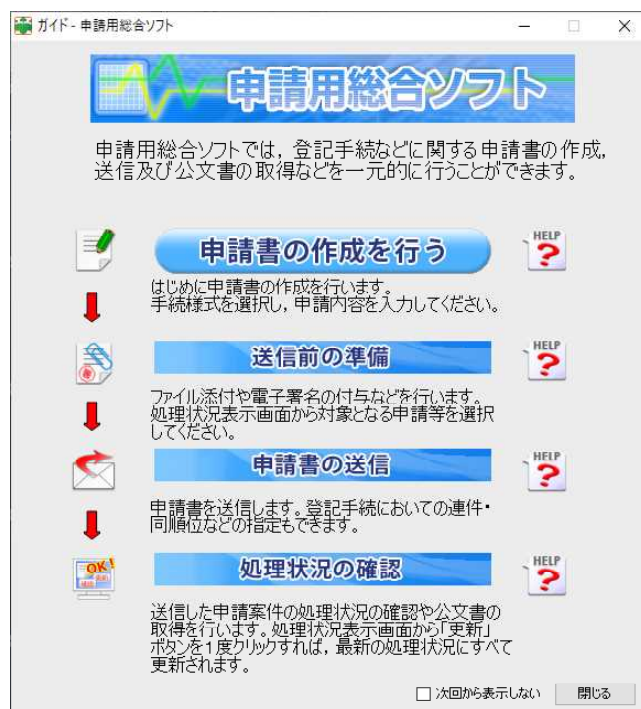 ガイド - 申請用総合ソフト
申請用総合ソフト
申請用総合ソフトでは，登記手続などに関する申請書の作成，
送信及び公文書の取得などを一元的に行うことができます。
申請書の作成を行う
HELP
?
はじめに申請書の作成を行います。
手続様式を選択し，申請内容を入力してください。
送信前の準備
HELP
?
ファイル添付や電子署名の付与などを行います。
処理状況表示画面から対象となる申請等を選択
してください。
申請書の送信
HELP
?
申請書を送信します。登記手続においての連件・
同順位などの指定もできます。
OK!
処理状況の確認
HELP
?
送信した申請案件の処理状況の確認や公文書の
取得を行います。処理状況表示画面から「更新」
ボタンを１度クリックすれば，最新の処理状況にすべて
更新されます。
次回から表示しない
閉じる